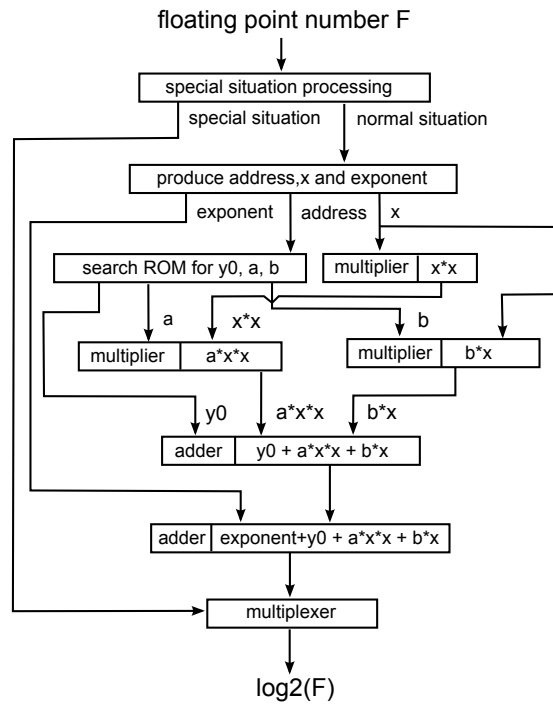 floating point number F
special situation processing
special situation
normal situation
produce address,x and exponent
exponent
address
x
search ROM for y0, a, b
multiplier
x*x
a
x*x
b
multiplier
a*x*x
multiplier
b*x
y0
a*x*x
b*x
adder
y0 + a*x*x + b*x
adder
exponent+y0 + a*x*x + b*x
multiplexer
log2(F)